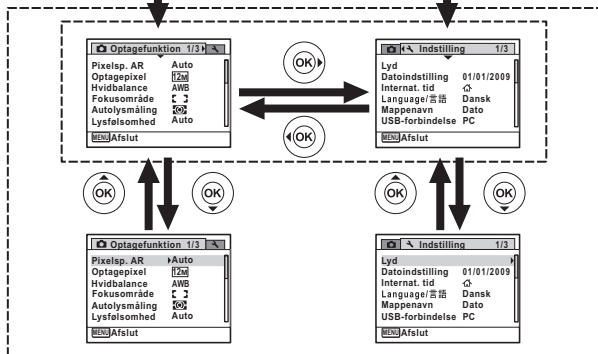 Optagefunktion 1/3
Pixelsp. AR Auto
Optagepixel 12M
Hvidbalance AWB
Fokusområde
Autolysmåling
Lysfølsomhed Auto
MENU Afslut
OK
OK
Indstilling 1/3
Lyd
Datoindstilling 01/01/2009
Internat. tid
Language/言語 Dansk
Mappenavn Dato
USB-forbindelse PC
MENU Afslut
OK
OK
OK
OK
Optagefunktion 1/3
Pixelsp. AR Auto
Optagepixel 12M
Hvidbalance AWB
Fokusområde
Autolysmåling
Lysfølsomhed Auto
MENU Afslut
Indstilling 1/3
Lyd
Datoindstilling 01/01/2009
Internat. tid
Language/言語 Dansk
Mappenavn Dato
USB-forbindelse PC
MENU Afslut